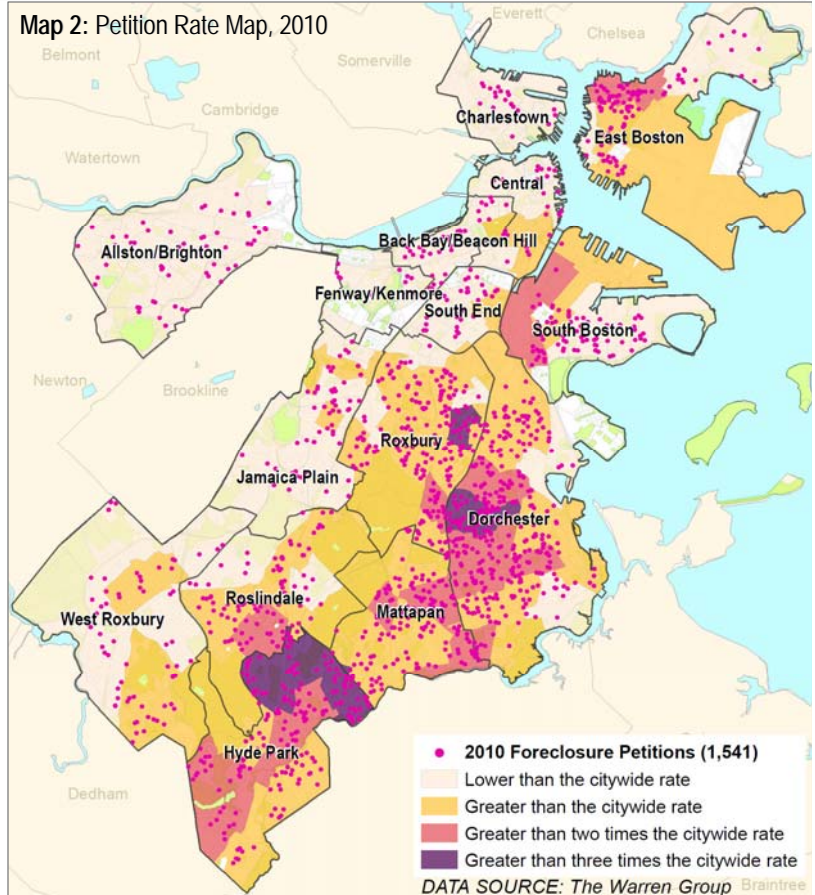 Map 2: Petition Rate Map, 2010
Everett
Chelsea
Belmont
Somerville
Cambridge
Charlestown
East Boston
Watertown
Central
Back Bay/Beacon Hill
Allston/Brighton
Fenway/Kenmore
South End
South Boston
Newton
Brookline
Roxbury
Jamaica Plain
Dorchester
West Roxbury
Roslindale
Mattapan
Hyde Park
Dedham
2010 Foreclosure Petitions (1,541)
Lower than the citywide rate
Greater than the citywide rate
Greater than two times the citywide rate
Greater than three times the citywide rate
DATA SOURCE: The Warren Group
Braintree